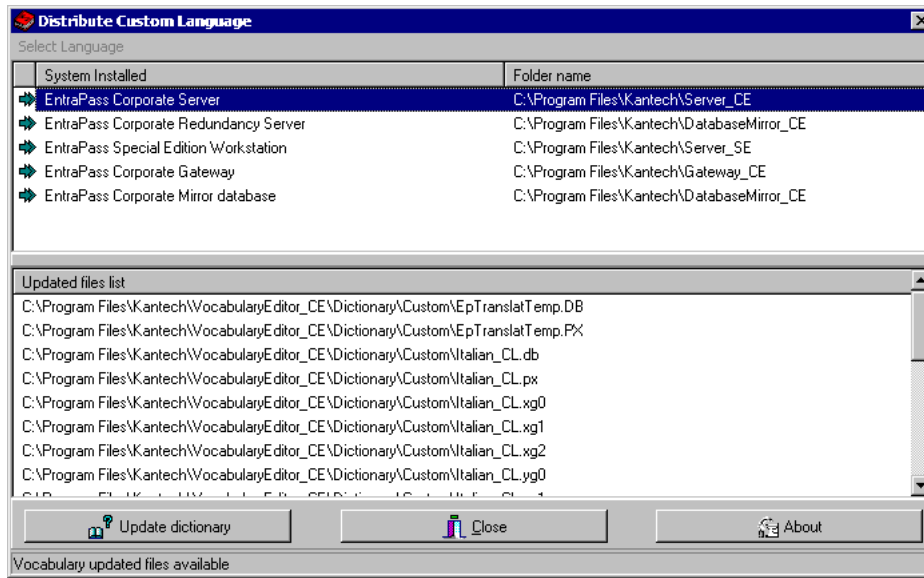 Distribute Custom Language
Select Language
System Installed Folder name
EntraPass Corporate Server C:\Program Files\Kantech\Server_CE
EntraPass Corporate Redundancy Server C:\Program Files\Kantech\DatabaseMirror_CE
EntraPass Special Edition Workstation C:\Program Files\Kantech\Server_SE
EntraPass Corporate Gateway C:\Program Files\Kantech\Gateway_CE
EntraPass Corporate Mirror database C:\Program Files\Kantech\DatabaseMirror_CE
Updated files list
C:\Program Files\Kantech\VocabularyEditor_CE\Dictionary\Custom\EpTranslatTemp.DB
C:\Program Files\Kantech\VocabularyEditor_CE\Dictionary\Custom\EpTranslatTemp.PX
C:\Program Files\Kantech\VocabularyEditor_CE\Dictionary\Custom\Italian_CL.db
C:\Program Files\Kantech\VocabularyEditor_CE\Dictionary\Custom\Italian_CL.px
C:\Program Files\Kantech\VocabularyEditor_CE\Dictionary\Custom\Italian_CL.xg0
C:\Program Files\Kantech\VocabularyEditor_CE\Dictionary\Custom\Italian_CL.xg1
C:\Program Files\Kantech\VocabularyEditor_CE\Dictionary\Custom\Italian_CL.xg2
C:\Program Files\Kantech\VocabularyEditor_CE\Dictionary\Custom\Italian_CL.yg0
Update dictionary Close About
Vocabulary updated files available